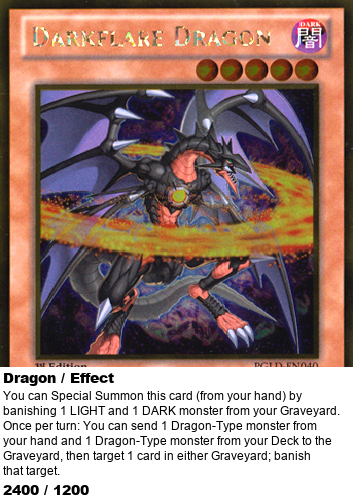 DARKFLARE DRAGON
DARK
闇
1st Edition
PGLD-EN040
Dragon / Effect
You can Special Summon this card (from your hand) by
banishing 1 LIGHT and 1 DARK monster from your Graveyard.
Once per turn: You can send 1 Dragon-Type monster from
your hand and 1 Dragon-Type monster from your Deck to the
Graveyard, then target 1 card in either Graveyard; banish
that target.
2400 / 1200